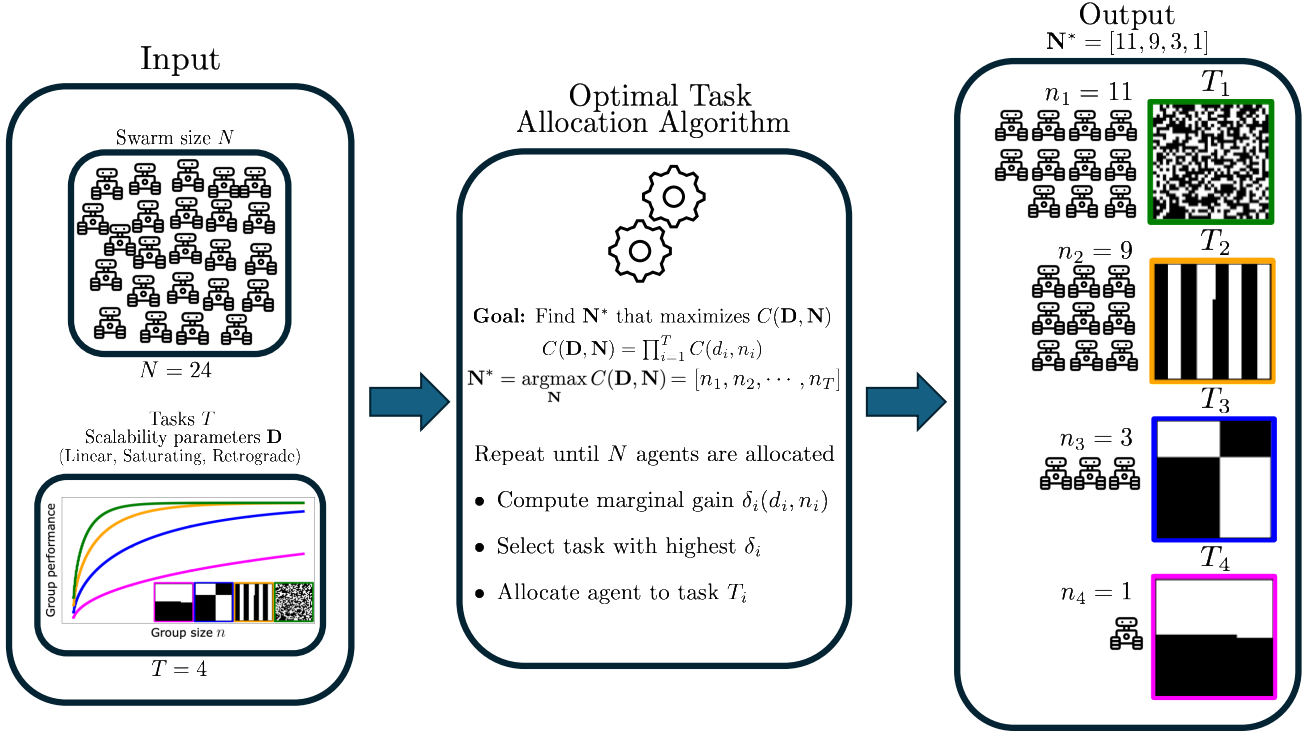 Input
Swarm size N
N = 24
Tasks T
Scalability parameters D
(Linear, Saturating, Retrograde)
Group performance
Group size n
T = 4
Optimal Task
Allocation Algorithm
Goal: Find N* that maximizes C(D, N)
C(D, N) = ∏_{i−1}^{T} C(d_i, n_i)
N* = argmax_N C(D, N) = [n_1, n_2, ⋯, n_T]
Repeat until N agents are allocated
• Compute marginal gain δ_i(d_i, n_i)
• Select task with highest δ_i
• Allocate agent to task T_i
Output
N* = [11, 9, 3, 1]
n_1 = 11
T_1
n_2 = 9
T_2
n_3 = 3
T_3
n_4 = 1
T_4